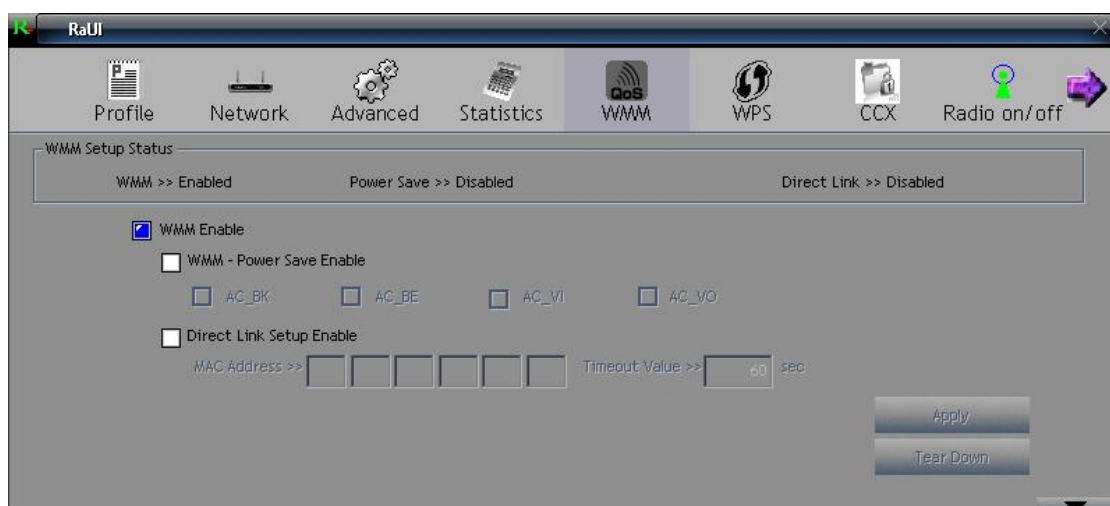 RaUI
Profile Network Advanced Statistics QoS WMM WPS CCX Radio on/off
WMM Setup Status
WMM >> Enabled Power Save >> Disabled Direct Link >> Disabled
WMM Enable
WMM - Power Save Enable
AC_BK AC_BE AC_VI AC_VO
Direct Link Setup Enable
MAC Address >> Timeout Value >> 60 sec
Apply
Tear Down